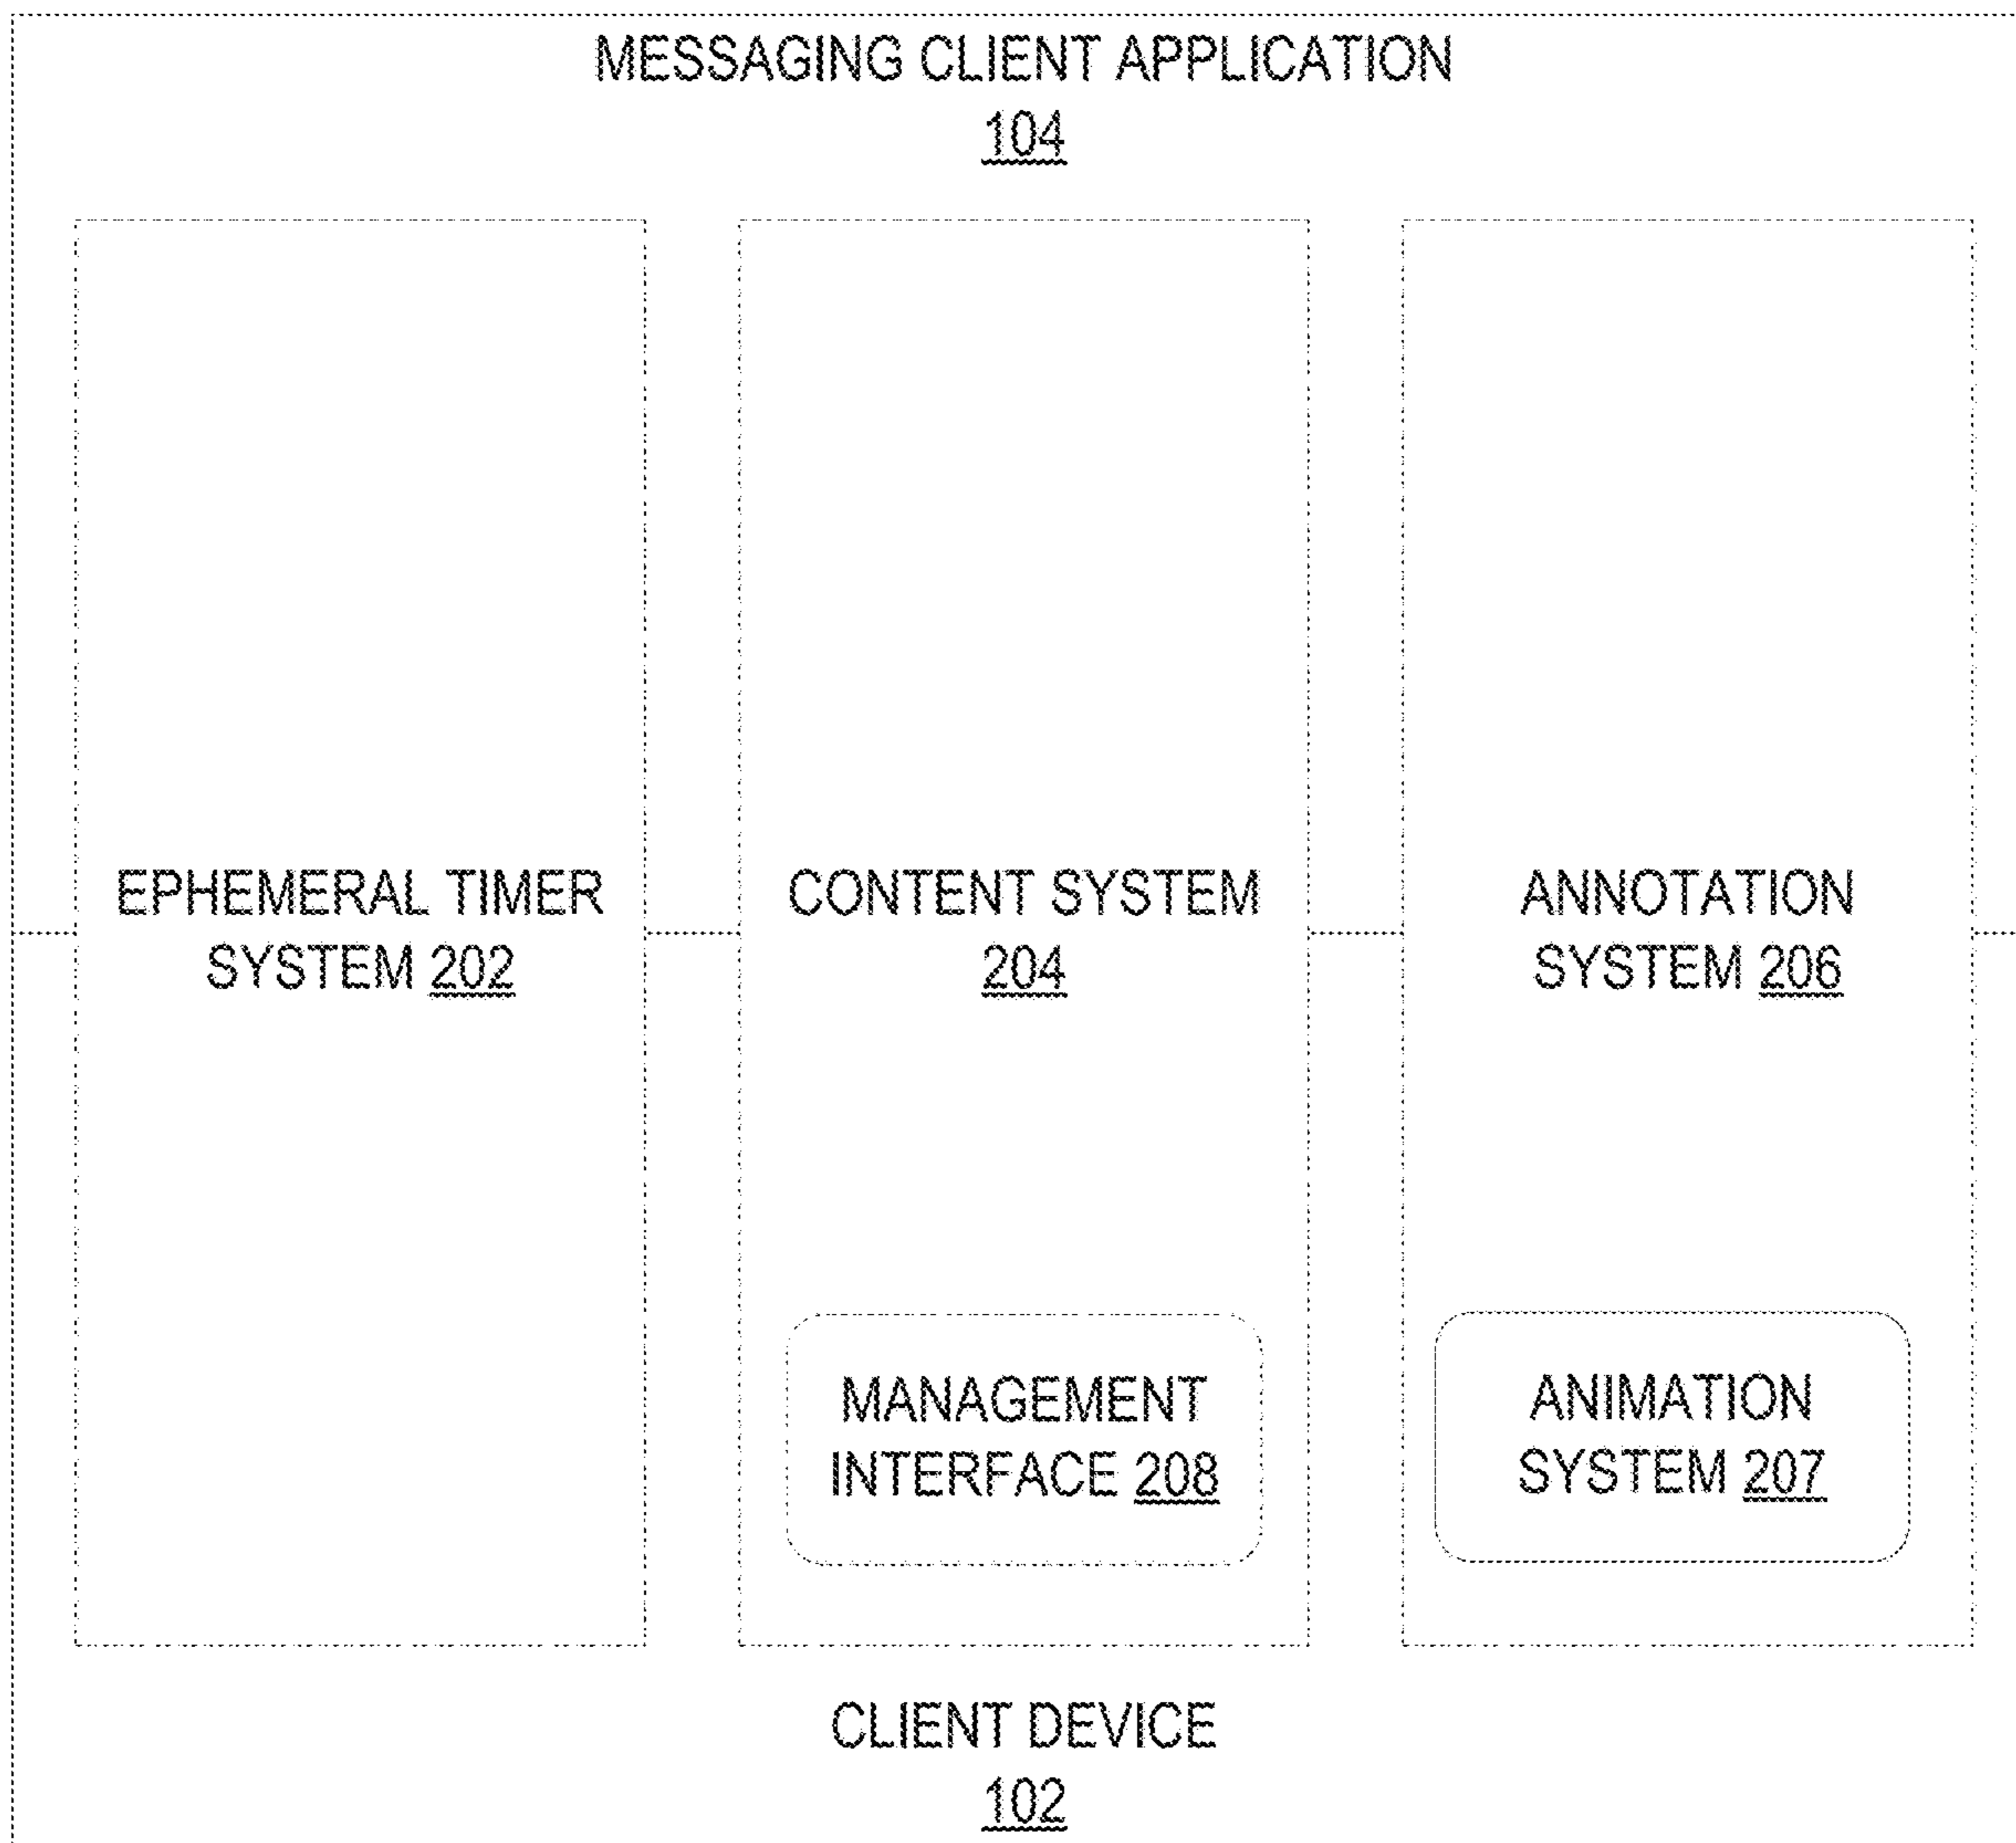 MESSAGING CLIENT APPLICATION
104
EPHEMERAL TIMER
SYSTEM 202
CONTENT SYSTEM
204
ANNOTATION
SYSTEM 206
MANAGEMENT
INTERFACE 208
ANIMATION
SYSTEM 207
CLIENT DEVICE
102